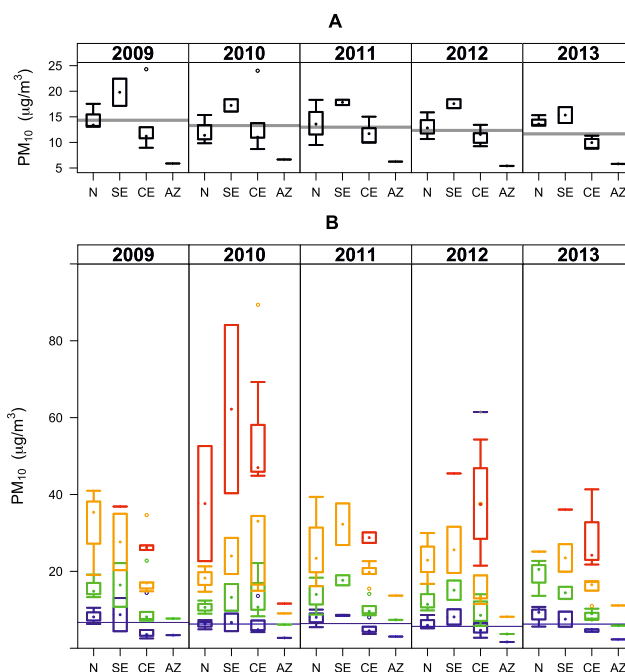 A
2009 2010 2011 2012 2013
PM10 (μg/m3)
25
20
15
10
5
N SE CE AZ N SE CE AZ N SE CE AZ N SE CE AZ N SE CE AZ
B
2009 2010 2011 2012 2013
PM10 (μg/m3)
80
60
40
20
N SE CE AZ N SE CE AZ N SE CE AZ N SE CE AZ N SE CE AZ